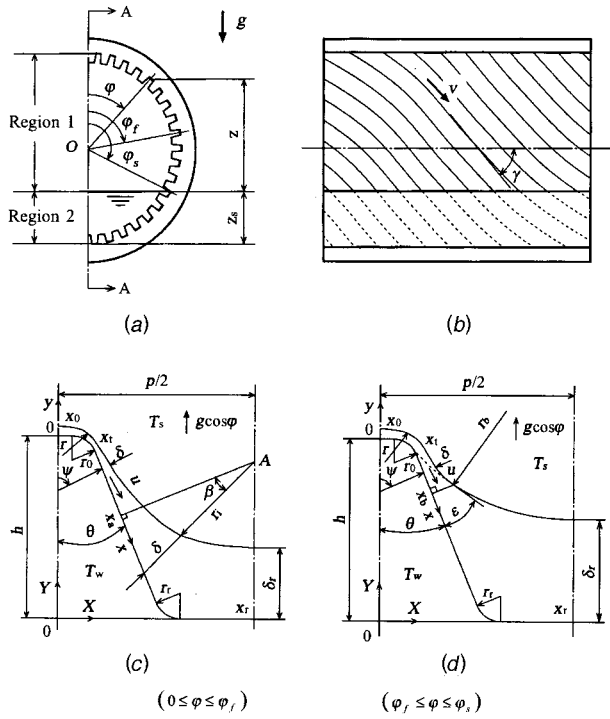 A
g
φ
Region 1
O
φf
φs
z
Region 2
zs
A
v
γ
(a)
(b)
p/2
y
x0
Ts
g cosφ
0
r
r0
xt
δ
ψ
u
A
β
ri
xa
x
δ
h
θ
Tw
Y
rr
X
xr
δr
0
(c)
p/2
y
x0
rb
g cosφ
0
r
r0
xt
δ
ψ
u
Ts
xb
x
ε
h
θ
Tw
Y
rr
X
xr
δr
0
(d)
(0 ≤ φ ≤ φf)
(φf ≤ φ ≤ φs)